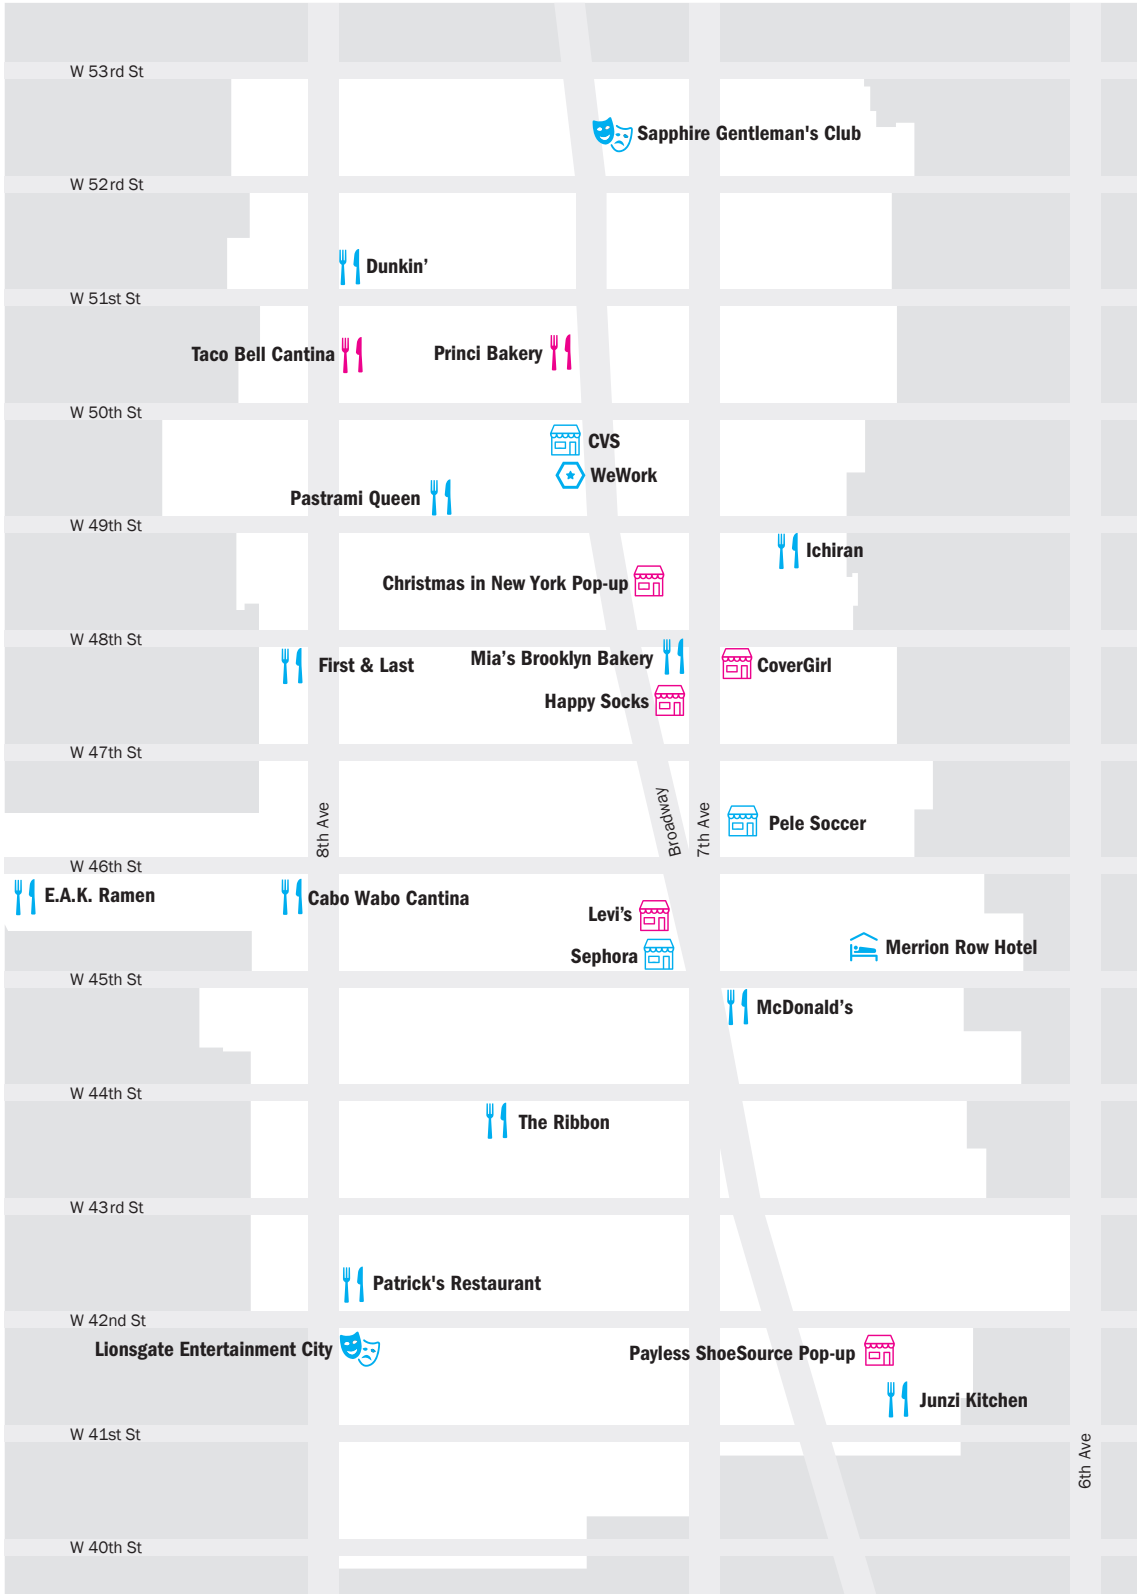 W 53rd St
Sapphire Gentleman's Club
W 52rd St
Dunkin’
W 51st St
Taco Bell Cantina
Princi Bakery
W 50th St
CVS
WeWork
Pastrami Queen
W 49th St
Ichiran
Christmas in New York Pop-up
W 48th St
First & Last
Mia’s Brooklyn Bakery
CoverGirl
Happy Socks
W 47th St
8th Ave
Broadway
7th Ave
Pele Soccer
W 46th St
E.A.K. Ramen
Cabo Wabo Cantina
Levi’s
Sephora
Merrion Row Hotel
W 45th St
McDonald’s
W 44th St
The Ribbon
W 43rd St
Patrick's Restaurant
W 42nd St
Lionsgate Entertainment City
Payless ShoeSource Pop-up
Junzi Kitchen
W 41st St
6th Ave
W 40th St